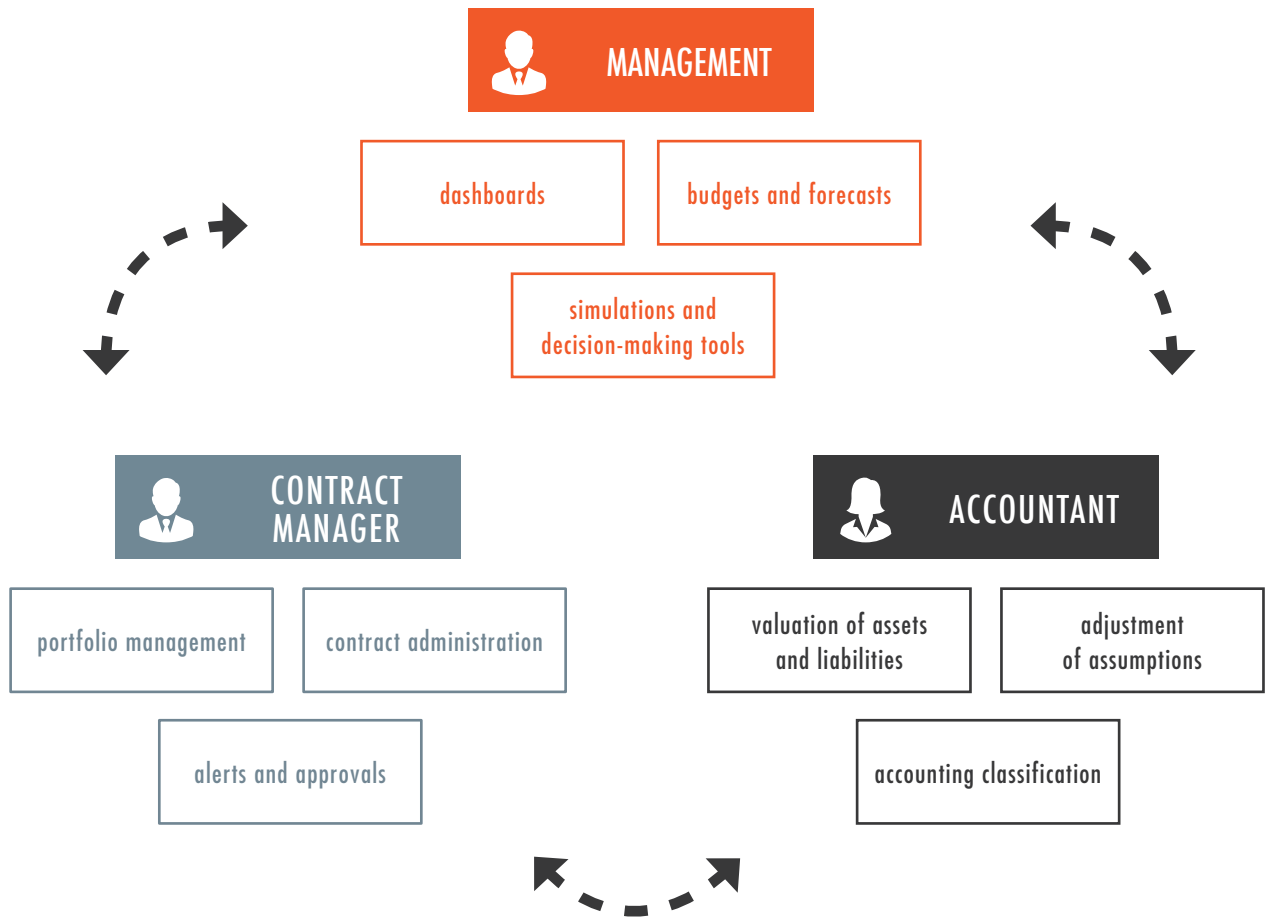 MANAGEMENT
dashboards
budgets and forecasts
simulations and
decision-making tools
CONTRACT
MANAGER
portfolio management
contract administration
alerts and approvals
ACCOUNTANT
valuation of assets
and liabilities
adjustment
of assumptions
accounting classification